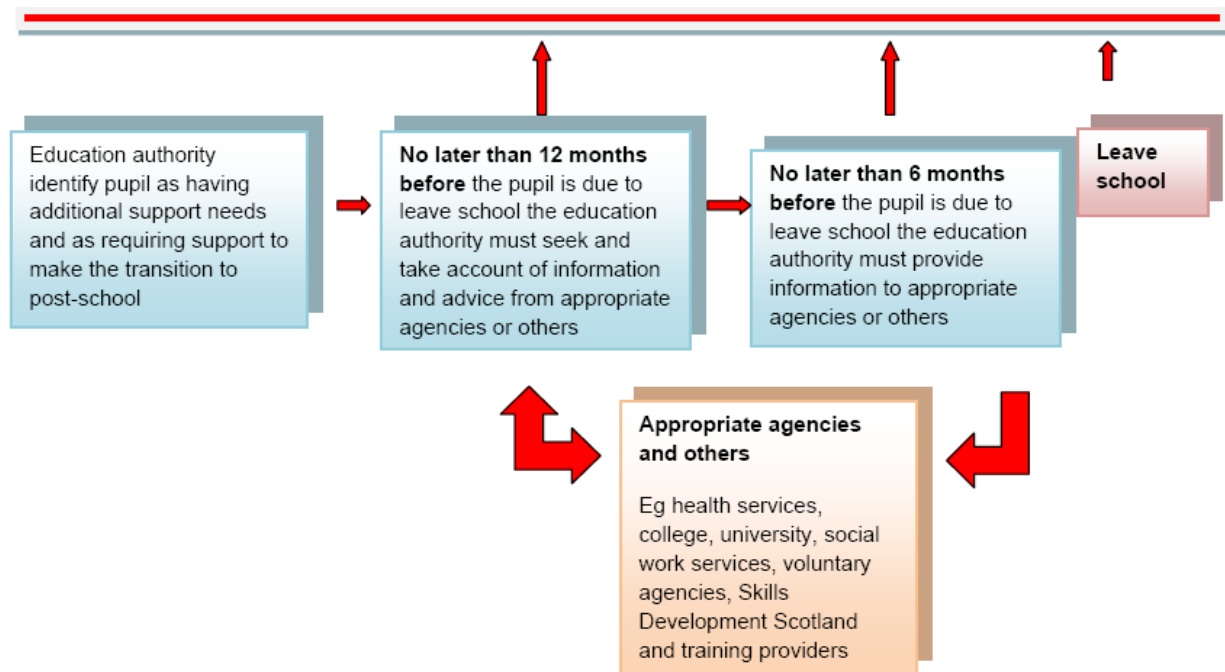 Education authority
identify pupil as having
additional support needs
and as requiring support to
make the transition to
post-school
No later than 12 months
before the pupil is due to
leave school the education
authority must seek and
take account of information
and advice from appropriate
agencies or others
No later than 6 months
before the pupil is due to
leave school the education
authority must provide
information to appropriate
agencies or others
Leave
school
Appropriate agencies
and others
Eg health services,
college, university, social
work services, voluntary
agencies, Skills
Development Scotland
and training providers